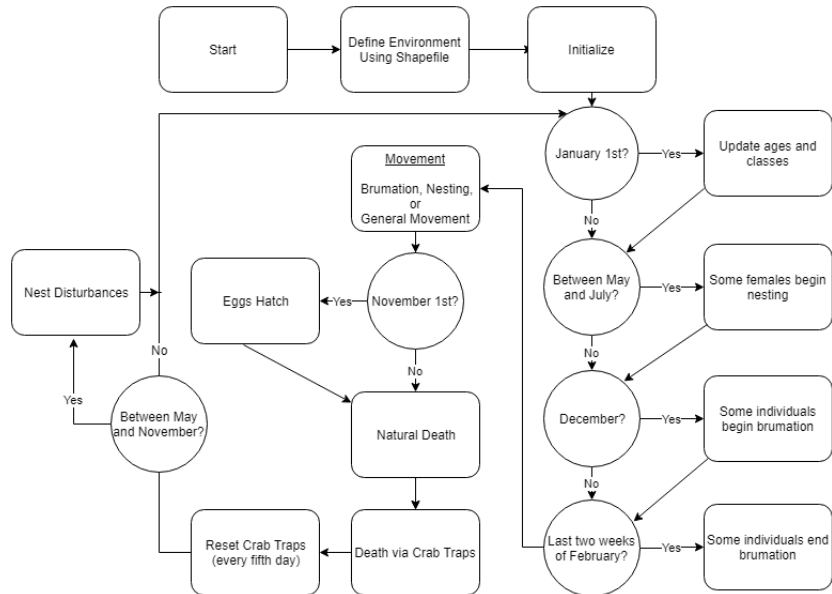 Start
Define Environment
Using Shapefile
Initialize
January 1st?
Yes
Update ages and
classes
No
Movement
Brumation, Nesting,
or
General Movement
Between May
and July?
Yes
Some females begin
nesting
No
Nest Disturbances
Eggs Hatch
Yes
November 1st?
No
No
Yes
Between May
and November?
Natural Death
December?
Yes
Some individuals
begin brumation
No
Reset Crab Traps
(every fifth day)
Death via Crab Traps
Last two weeks
of February?
Yes
Some individuals end
brumation